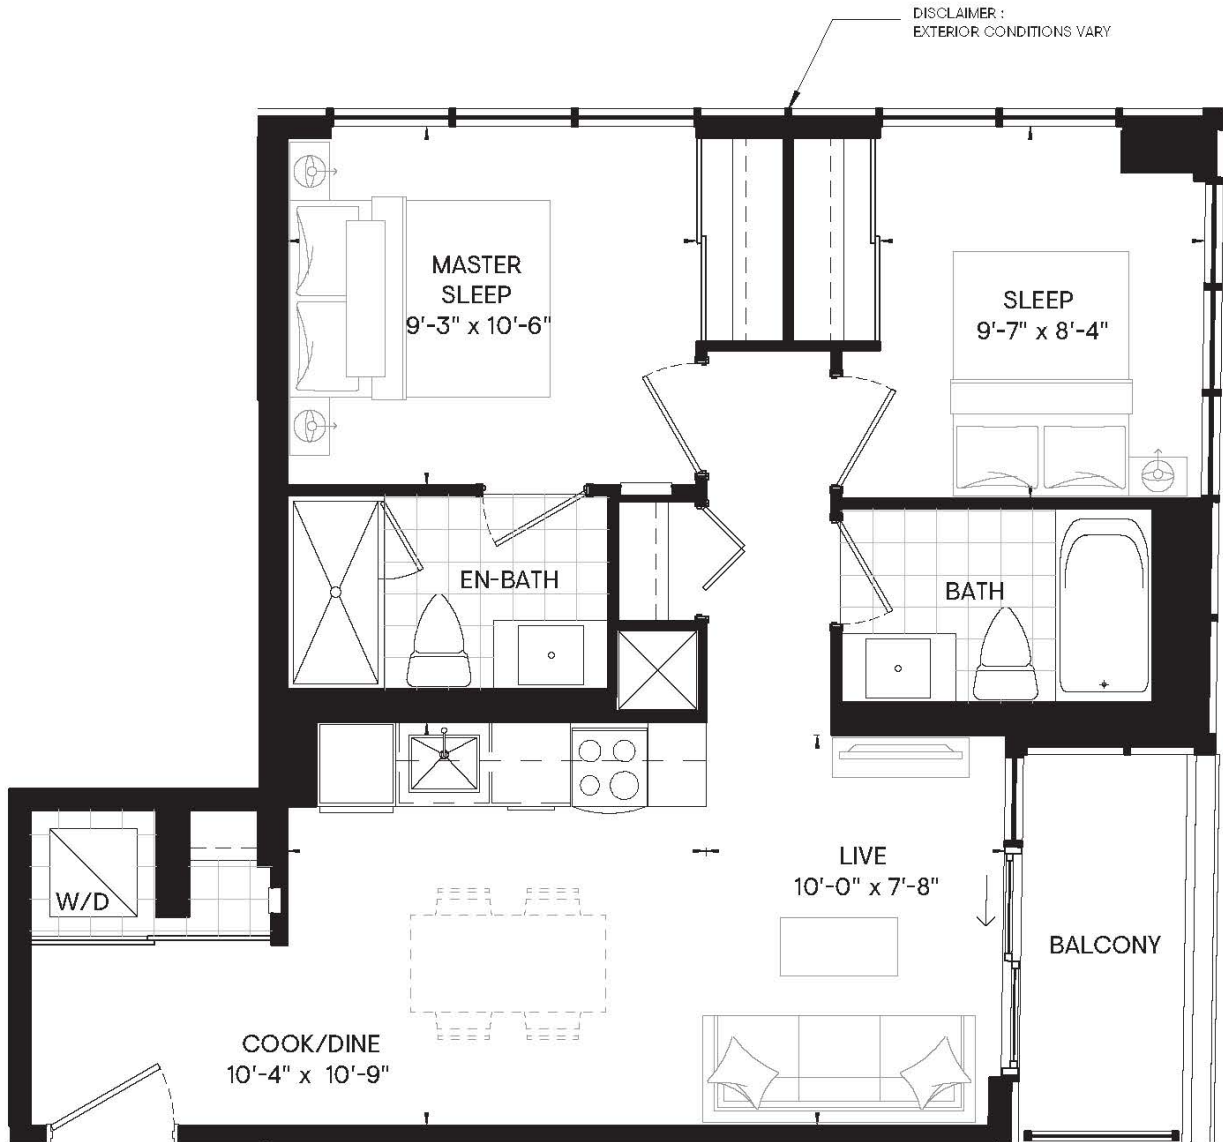 DISCLAIMER :
EXTERIOR CONDITIONS VARY
MASTER
SLEEP
9'-3" x 10'-6"
SLEEP
9'-7" x 8'-4"
EN-BATH
BATH
W/D
LIVE
10'-0" x 7'-8"
BALCONY
COOK/DINE
10'-4" x 10'-9"